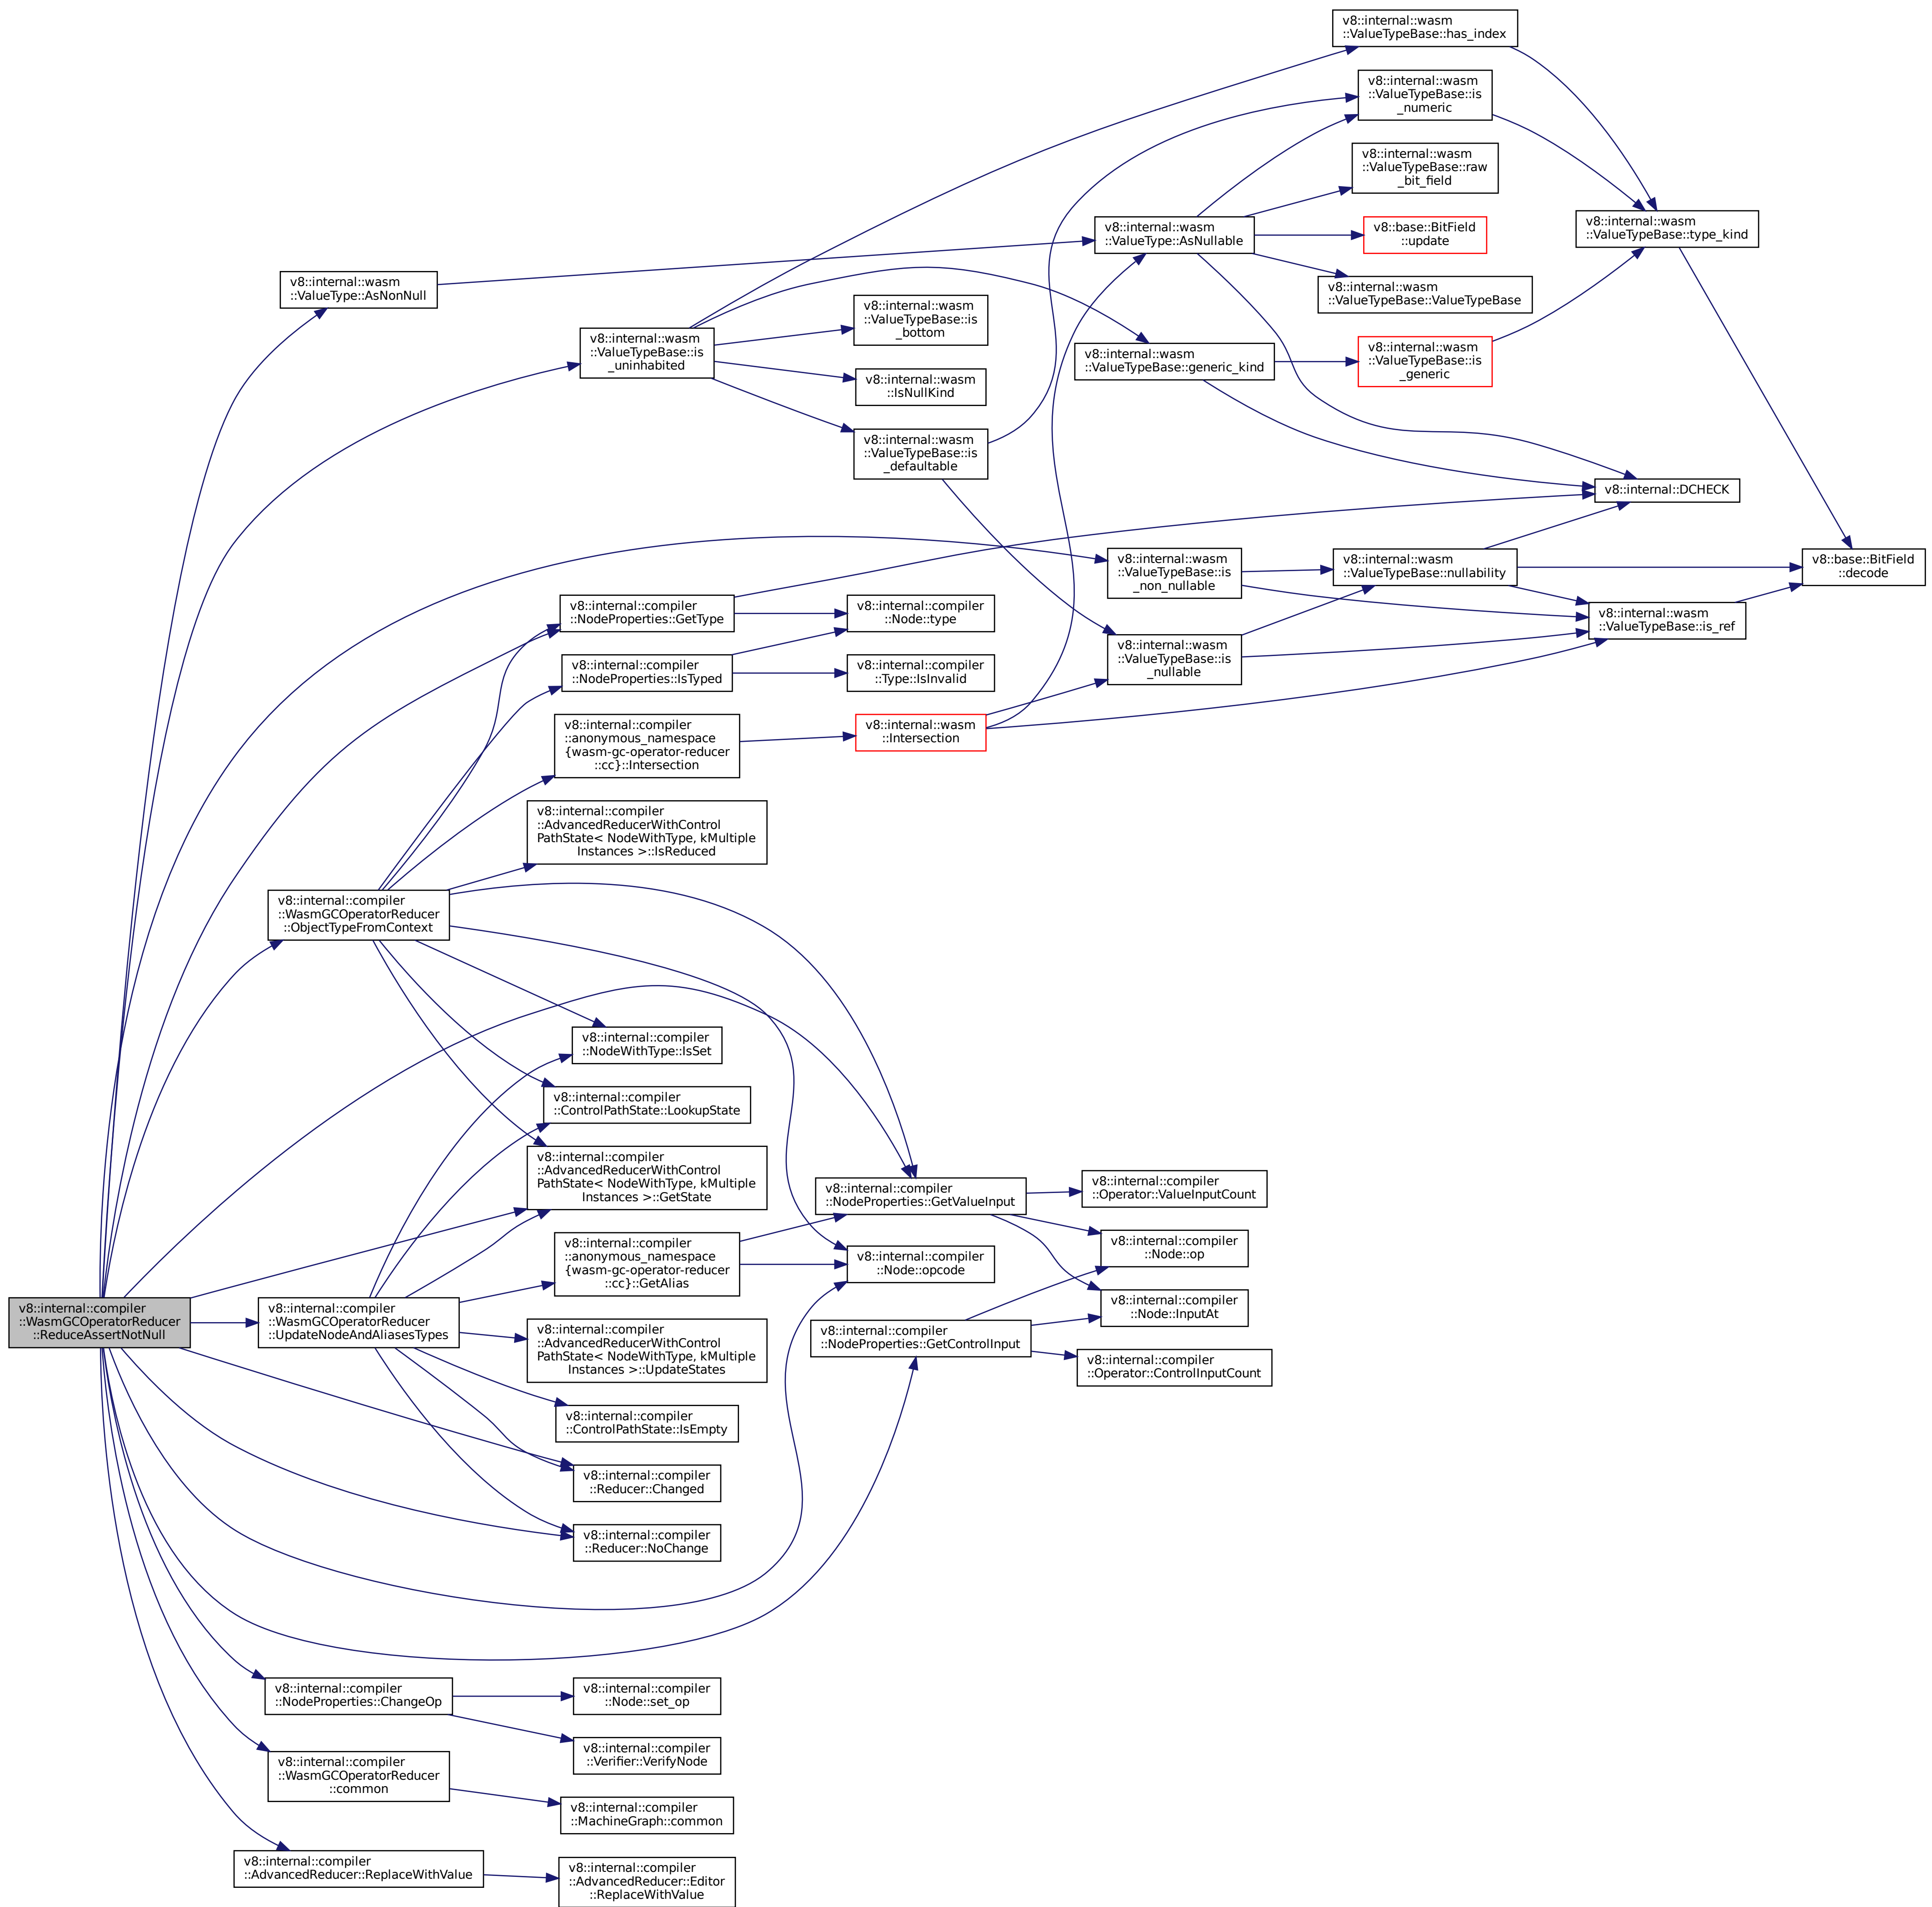 v8::internal::wasm
::ValueTypeBase::has_index
v8::internal::wasm
::ValueTypeBase::is
_numeric
v8::internal::wasm
::ValueTypeBase::raw
_bit_field
v8::internal::wasm
::ValueType::AsNullable
v8::base::BitField
::update
v8::internal::wasm
::ValueTypeBase::type_kind
v8::internal::wasm
::ValueType::AsNonNull
v8::internal::wasm
::ValueTypeBase::ValueTypeBase
v8::internal::wasm
::ValueTypeBase::is
_bottom
v8::internal::wasm
::ValueTypeBase::is
_uninhabited
v8::internal::wasm
::ValueTypeBase::generic_kind
v8::internal::wasm
::ValueTypeBase::is
_generic
v8::internal::wasm
::IsNullKind
v8::internal::wasm
::ValueTypeBase::is
_defaultable
v8::internal::DCHECK
v8::internal::wasm
::ValueTypeBase::is
_non_nullable
v8::internal::wasm
::ValueTypeBase::nullability
v8::base::BitField
::decode
v8::internal::compiler
::NodeProperties::GetType
v8::internal::compiler
::Node::type
v8::internal::wasm
::ValueTypeBase::is_ref
v8::internal::compiler
::NodeProperties::IsTyped
v8::internal::compiler
::Type::IsInvalid
v8::internal::wasm
::ValueTypeBase::is
_nullable
v8::internal::compiler
::anonymous_namespace
{wasm-gc-operator-reducer
::cc}::Intersection
v8::internal::wasm
::Intersection
v8::internal::compiler
::AdvancedReducerWithControl
PathState< NodeWithType, kMultiple
Instances >::IsReduced
v8::internal::compiler
::WasmGCOperatorReducer
::ObjectTypeFromContext
v8::internal::compiler
::NodeWithType::IsSet
v8::internal::compiler
::ControlPathState::LookupState
v8::internal::compiler
::AdvancedReducerWithControl
PathState< NodeWithType, kMultiple
Instances >::GetState
v8::internal::compiler
::NodeProperties::GetValueInput
v8::internal::compiler
::Operator::ValueInputCount
v8::internal::compiler
::anonymous_namespace
{wasm-gc-operator-reducer
::cc}::GetAlias
v8::internal::compiler
::Node::opcode
v8::internal::compiler
::Node::op
v8::internal::compiler
::WasmGCOperatorReducer
::ReduceAssertNotNull
v8::internal::compiler
::WasmGCOperatorReducer
::UpdateNodeAndAliasesTypes
v8::internal::compiler
::AdvancedReducerWithControl
PathState< NodeWithType, kMultiple
Instances >::UpdateStates
v8::internal::compiler
::NodeProperties::GetControlInput
v8::internal::compiler
::Node::InputAt
v8::internal::compiler
::Operator::ControlInputCount
v8::internal::compiler
::ControlPathState::IsEmpty
v8::internal::compiler
::Reducer::Changed
v8::internal::compiler
::Reducer::NoChange
v8::internal::compiler
::NodeProperties::ChangeOp
v8::internal::compiler
::Node::set_op
v8::internal::compiler
::Verifier::VerifyNode
v8::internal::compiler
::WasmGCOperatorReducer
::common
v8::internal::compiler
::MachineGraph::common
v8::internal::compiler
::AdvancedReducer::ReplaceWithValue
v8::internal::compiler
::AdvancedReducer::Editor
::ReplaceWithValue